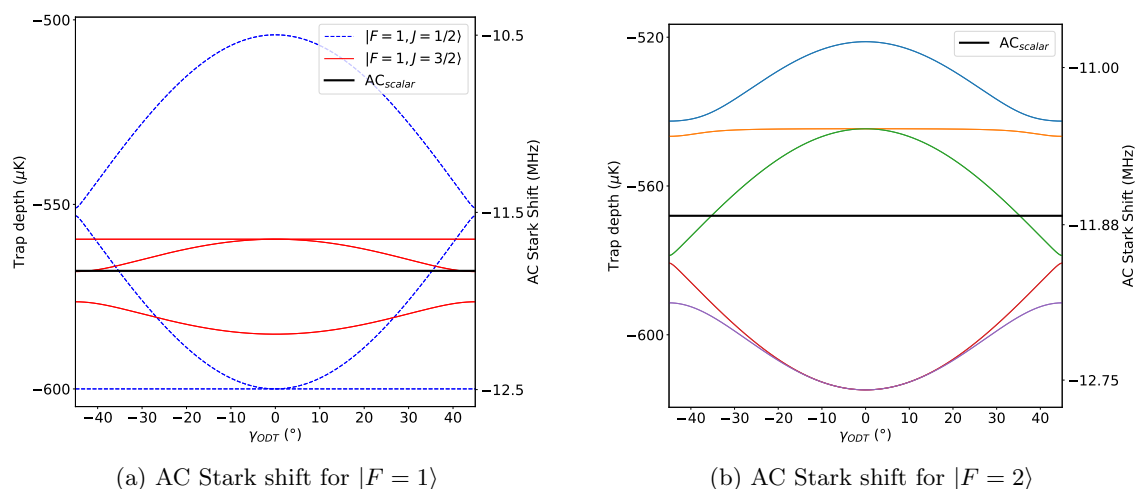 −500
−550
−600
Trap depth (μK)
|F = 1, J = 1/2⟩
|F = 1, J = 3/2⟩
AC_scalar
−10.5
−11.5
−12.5
AC Stark Shift (MHz)
−40 −30 −20 −10 0 10 20 30 40
γ_ODT (°)
(a) AC Stark shift for |F = 1⟩
−520
−560
−600
Trap depth (μK)
AC_scalar
−11.00
−11.88
−12.75
AC Stark Shift (MHz)
−40 −30 −20 −10 0 10 20 30 40
γ_ODT (°)
(b) AC Stark shift for |F = 2⟩